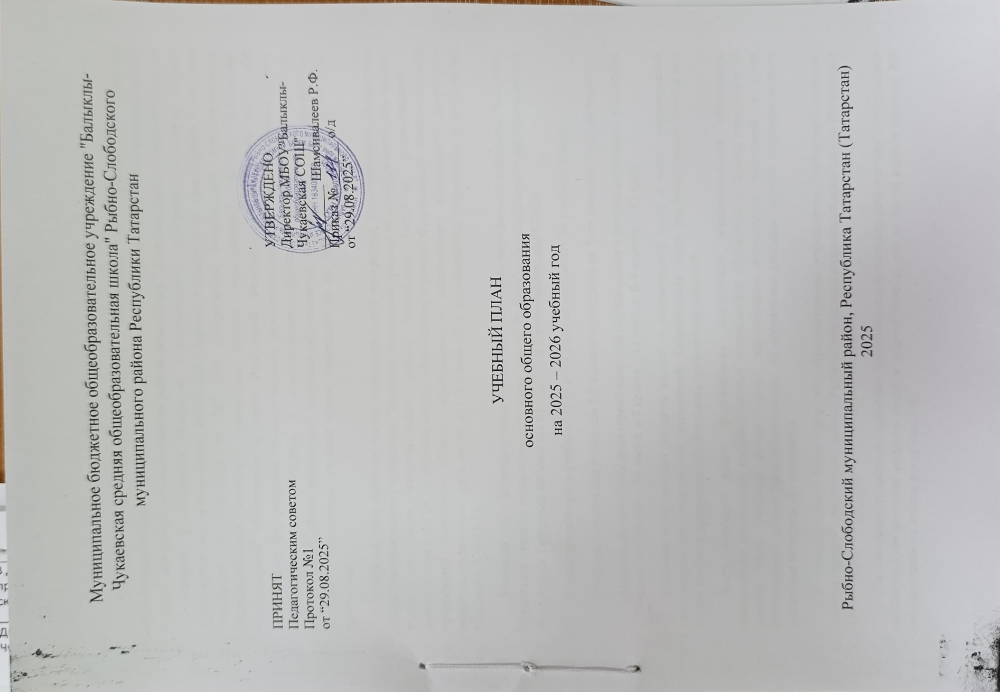 Муниципальное бюджетное общеобразовательное учреждение "Балыклы-
Чукаевская средняя общеобразовательная школа" Рыбно-Слободского
муниципального района Республики Татарстан
ПРИНЯТ
Педагогическим советом
Протокол №1
от “29.08.2025”
УТВЕРЖДЕНО
Директор МБОУ "Балыклы-
Чукаевская СОШ"
Шамсивалеев Р.Ф.
Приказ № о/д
от “29.08.2025”
УЧЕБНЫЙ ПЛАН
основного общего образования
на 2025 – 2026 учебный год
Рыбно-Слободский муниципальный район, Республика Татарстан (Татарстан)
2025